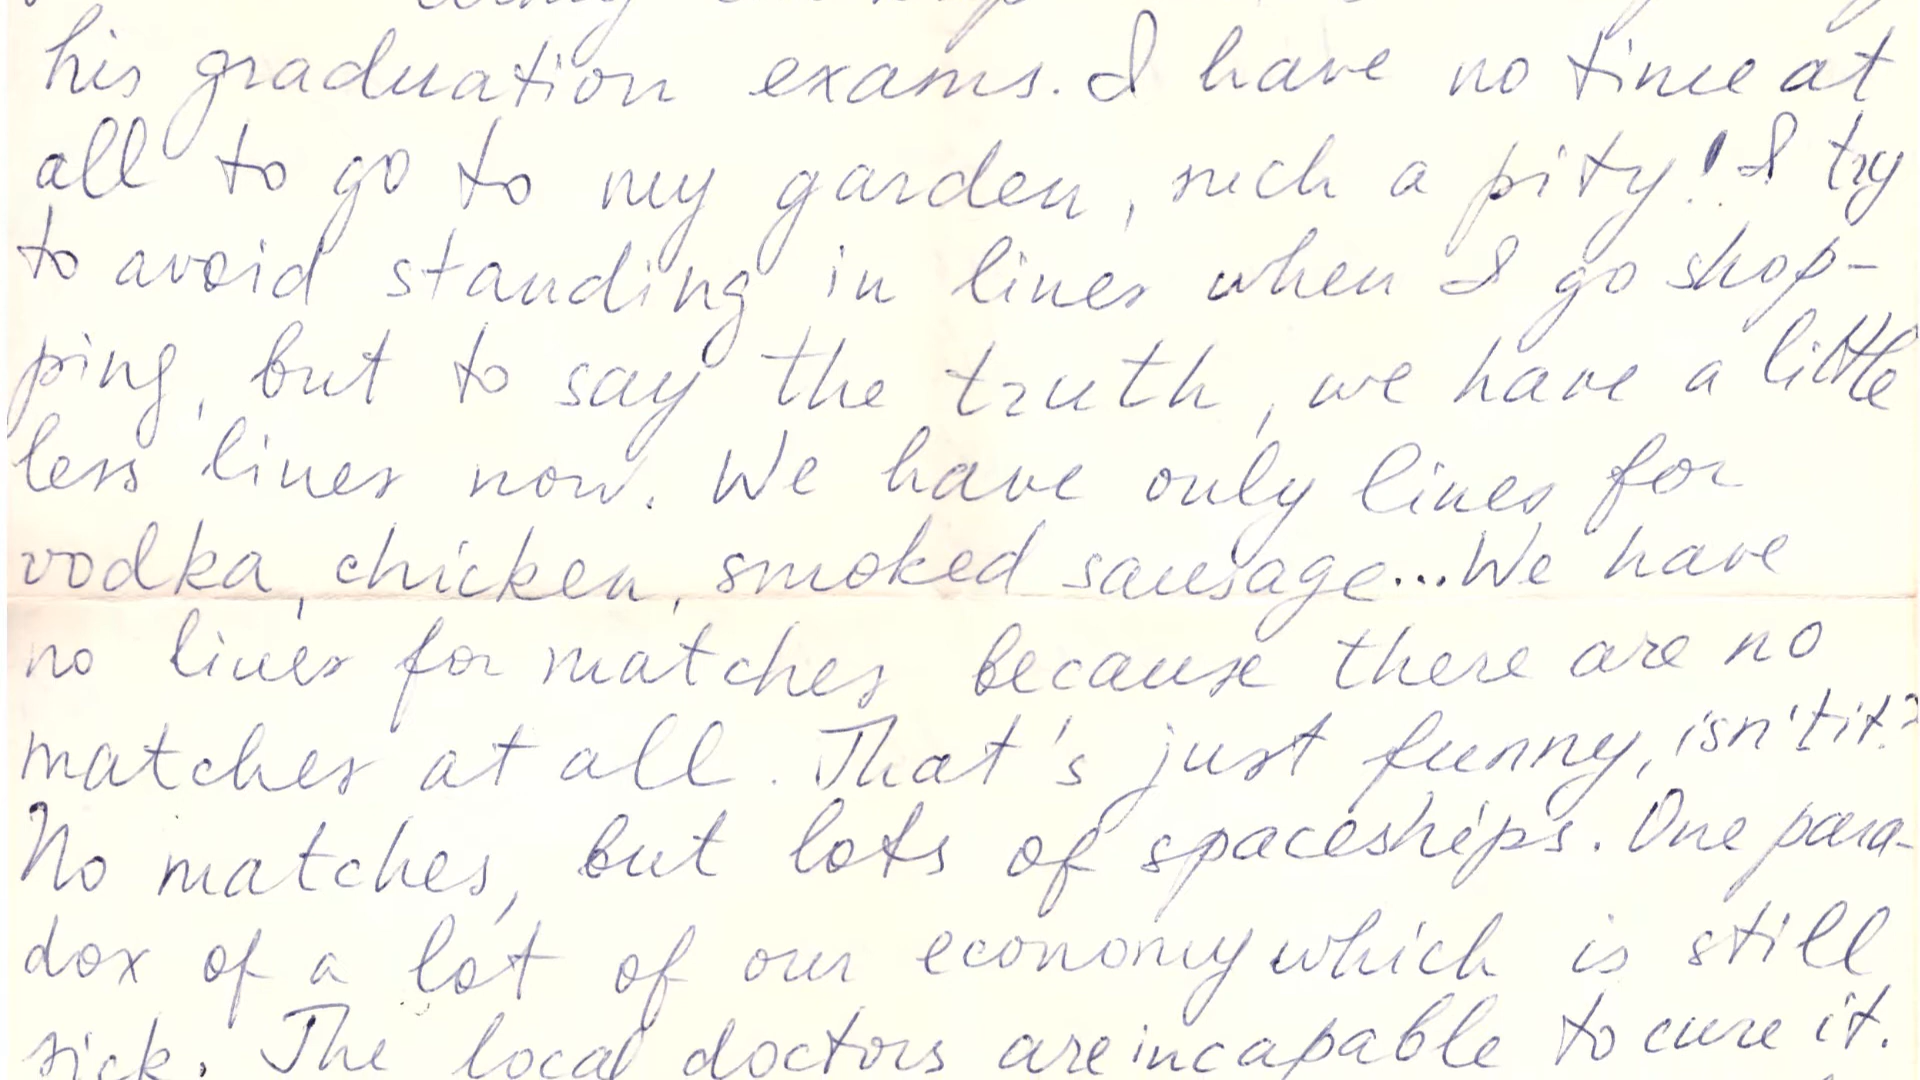 his graduation exams. I have no time at
all to go to my garden, such a pity! I try
to avoid standing in lines when I go shop-
ping, but to say the truth, we have a little
less lines now. We have only lines for
vodka, chicken, smoked sausage... We have
no lines for matches because there are no
matches at all. That's just funny, isn't it?
No matches, but lots of spaceships. One para-
dox of a lot of our economy which is still
sick. The local doctors are incapable to cure it.